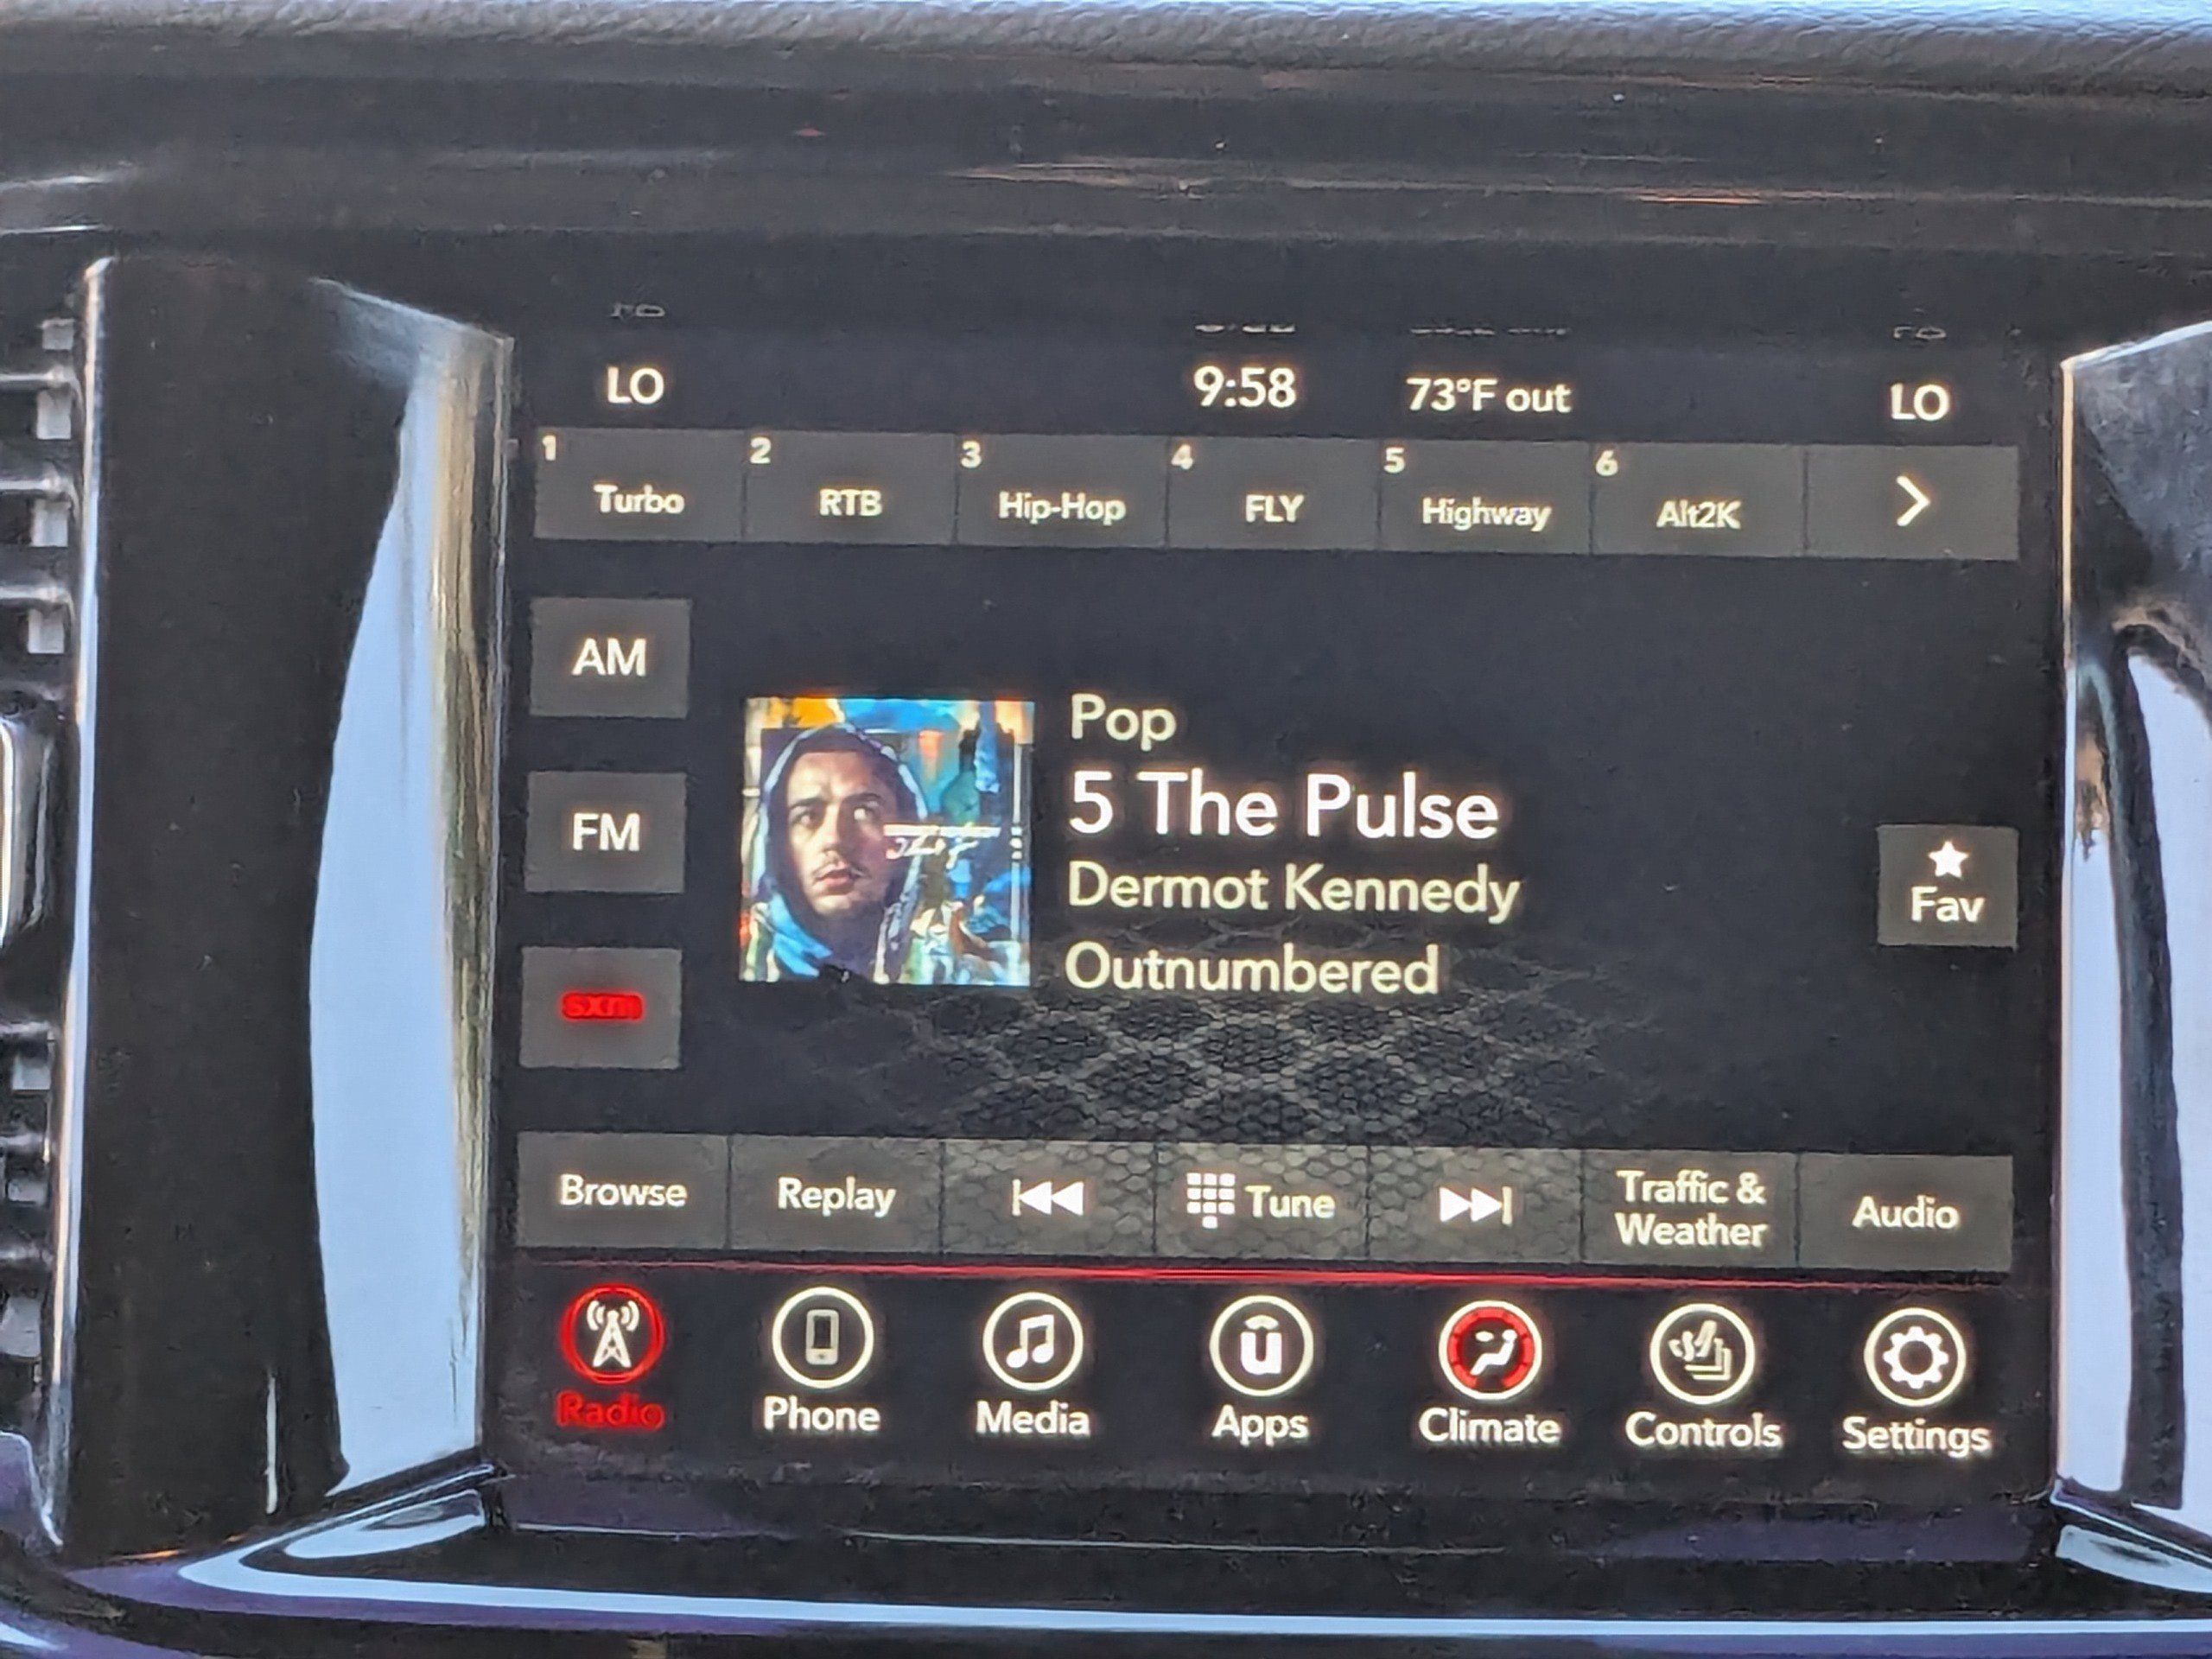 LO 9:58 73°F out LO
1 Turbo 2 RTB 3 Hip-Hop 4 FLY 5 Highway 6 Alt2K
AM
FM
sxm
Pop
5 The Pulse
Dermot Kennedy
Outnumbered
Fav
Browse Replay Tune Traffic & Weather Audio
Radio Phone Media Apps Climate Controls Settings